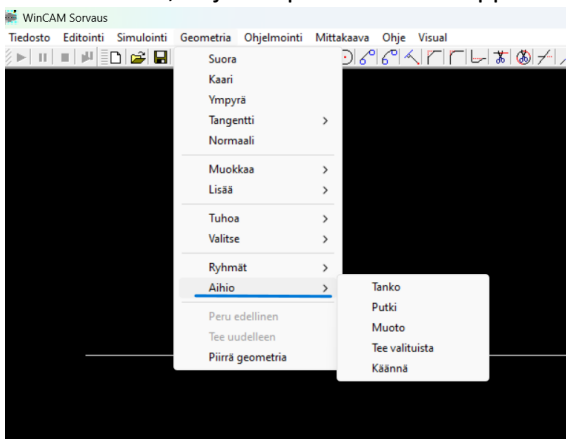 WinCAM Sorvaus
Tiedosto Editointi Simulointi Geometria Ohjelmointi Mittakaava Ohje Visual
Suora
Kaari
Ympyrä
Tangentti
Normaali
Muokkaa
Lisää
Tuhoa
Valitse
Ryhmät
Aihio
Tanko
Putki
Muoto
Tee valituista
Käännä
Peru edellinen
Tee uudelleen
Piirrä geometria